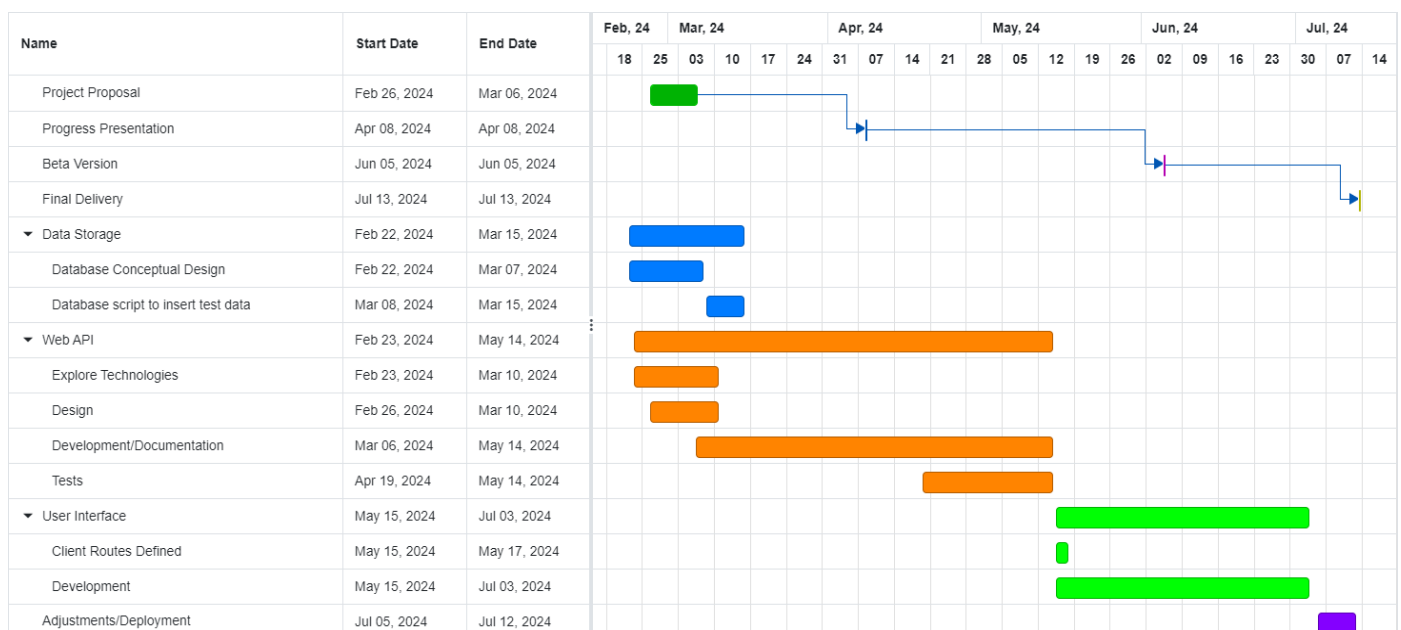 Name Start Date End Date Feb, 24 Mar, 24 Apr, 24 May, 24 Jun, 24 Jul, 24
18 25 03 10 17 24 31 07 14 21 28 05 12 19 26 02 09 16 23 30 07 14
Project Proposal Feb 26, 2024 Mar 06, 2024
Progress Presentation Apr 08, 2024 Apr 08, 2024
Beta Version Jun 05, 2024 Jun 05, 2024
Final Delivery Jul 13, 2024 Jul 13, 2024
Data Storage Feb 22, 2024 Mar 15, 2024
Database Conceptual Design Feb 22, 2024 Mar 07, 2024
Database script to insert test data Mar 08, 2024 Mar 15, 2024
Web API Feb 23, 2024 May 14, 2024
Explore Technologies Feb 23, 2024 Mar 10, 2024
Design Feb 26, 2024 Mar 10, 2024
Development/Documentation Mar 06, 2024 May 14, 2024
Tests Apr 19, 2024 May 14, 2024
User Interface May 15, 2024 Jul 03, 2024
Client Routes Defined May 15, 2024 May 17, 2024
Development May 15, 2024 Jul 03, 2024
Adjustments/Deployment Jul 05, 2024 Jul 12, 2024